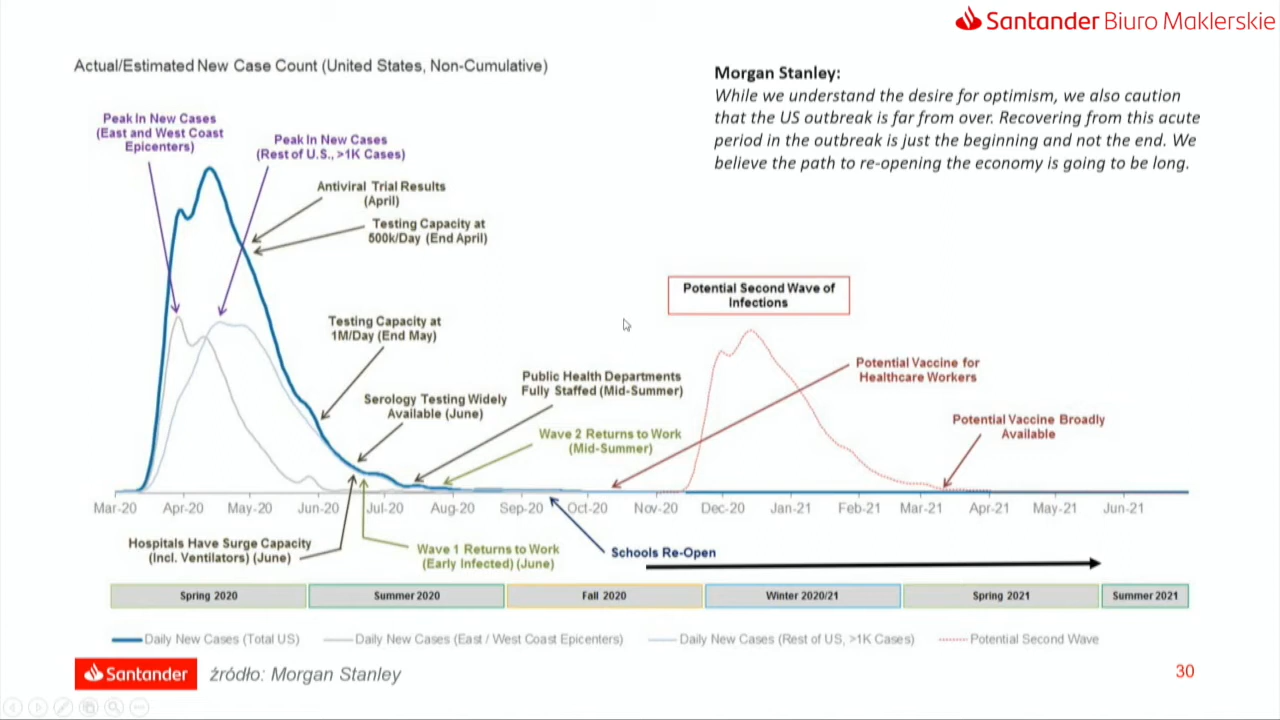 Santander Biuro Maklerskie
Actual/Estimated New Case Count (United States, Non-Cumulative)
Morgan Stanley:
While we understand the desire for optimism, we also caution
that the US outbreak is far from over. Recovering from this acute
period in the outbreak is just the beginning and not the end. We
believe the path to re-opening the economy is going to be long.
Peak In New Cases
(East and West Coast
Epicenters)
Peak In New Cases
(Rest of U.S., >1K Cases)
Antiviral Trial Results
(April)
Testing Capacity at
500k/Day (End April)
Potential Second Wave of
Infections
Testing Capacity at
1M/Day (End May)
Public Health Departments
Fully Staffed (Mid-Summer)
Potential Vaccine for
Healthcare Workers
Serology Testing Widely
Available (June)
Wave 2 Returns to Work
(Mid-Summer)
Potential Vaccine Broadly
Available
Mar-20 Apr-20 May-20 Jun-20 Jul-20 Aug-20 Sep-20 Oct-20 Nov-20 Dec-20 Jan-21 Feb-21 Mar-21 Apr-21 May-21 Jun-21
Hospitals Have Surge Capacity
(Incl. Ventilators) (June)
Wave 1 Returns to Work
(Early Infected) (June)
Schools Re-Open
Spring 2020 Summer 2020 Fall 2020 Winter 2020/21 Spring 2021 Summer 2021
Daily New Cases (Total US) Daily New Cases (East / West Coast Epicenters) Daily New Cases (Rest of US, >1K Cases) Potential Second Wave
Santander źródło: Morgan Stanley 30